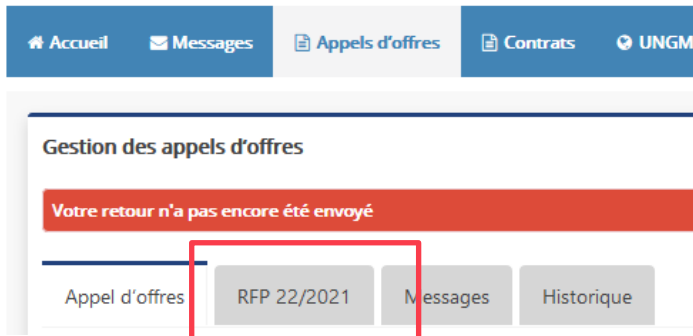 Accueil Messages Appels d'offres Contrats UNGM
Gestion des appels d'offres
Votre retour n'a pas encore été envoyé
Appel d'offres RFP 22/2021 Messages Historique